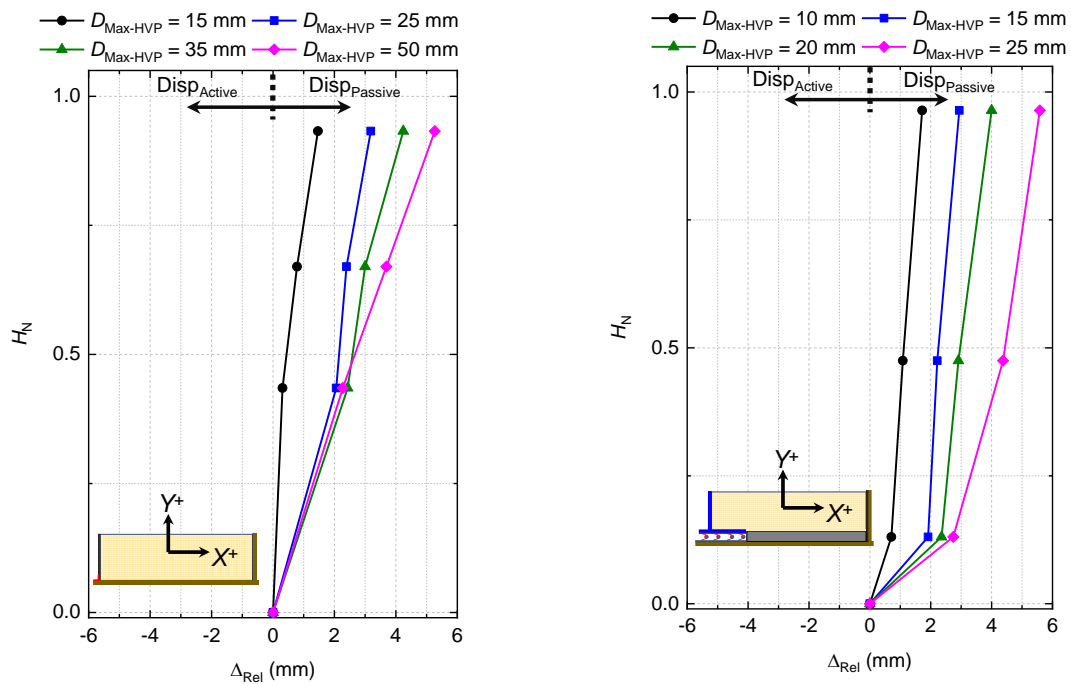 D_Max-HVP = 15 mm D_Max-HVP = 25 mm
D_Max-HVP = 35 mm D_Max-HVP = 50 mm
1.0
Disp_Active Disp_Passive
H_N
0.5
Y+
X+
0.0
-6 -4 -2 0 2 4 6
Δ_Rel (mm)
D_Max-HVP = 10 mm D_Max-HVP = 15 mm
D_Max-HVP = 20 mm D_Max-HVP = 25 mm
1.0
Disp_Active Disp_Passive
H_N
0.5
Y+
X+
0.0
-6 -4 -2 0 2 4 6
Δ_Rel (mm)